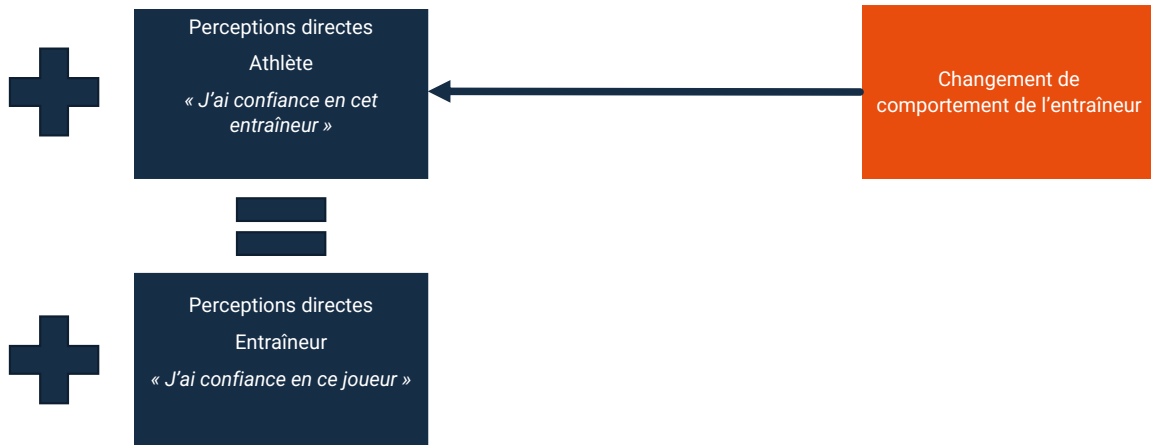 Perceptions directes
Athlète
« J'ai confiance en cet
entraîneur »
Changement de
comportement de l'entraîneur
Perceptions directes
Entraîneur
« J'ai confiance en ce joueur »